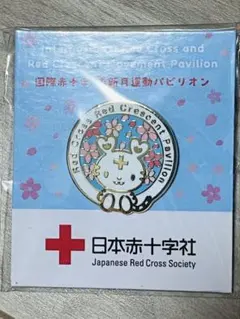 International Red Cross and
Red Crescent Movement Pavilion
国際赤十字・赤新月運動パビリオン
Red Cross Red Crescent Pavilion
日本赤十字社
Japanese Red Cross Society